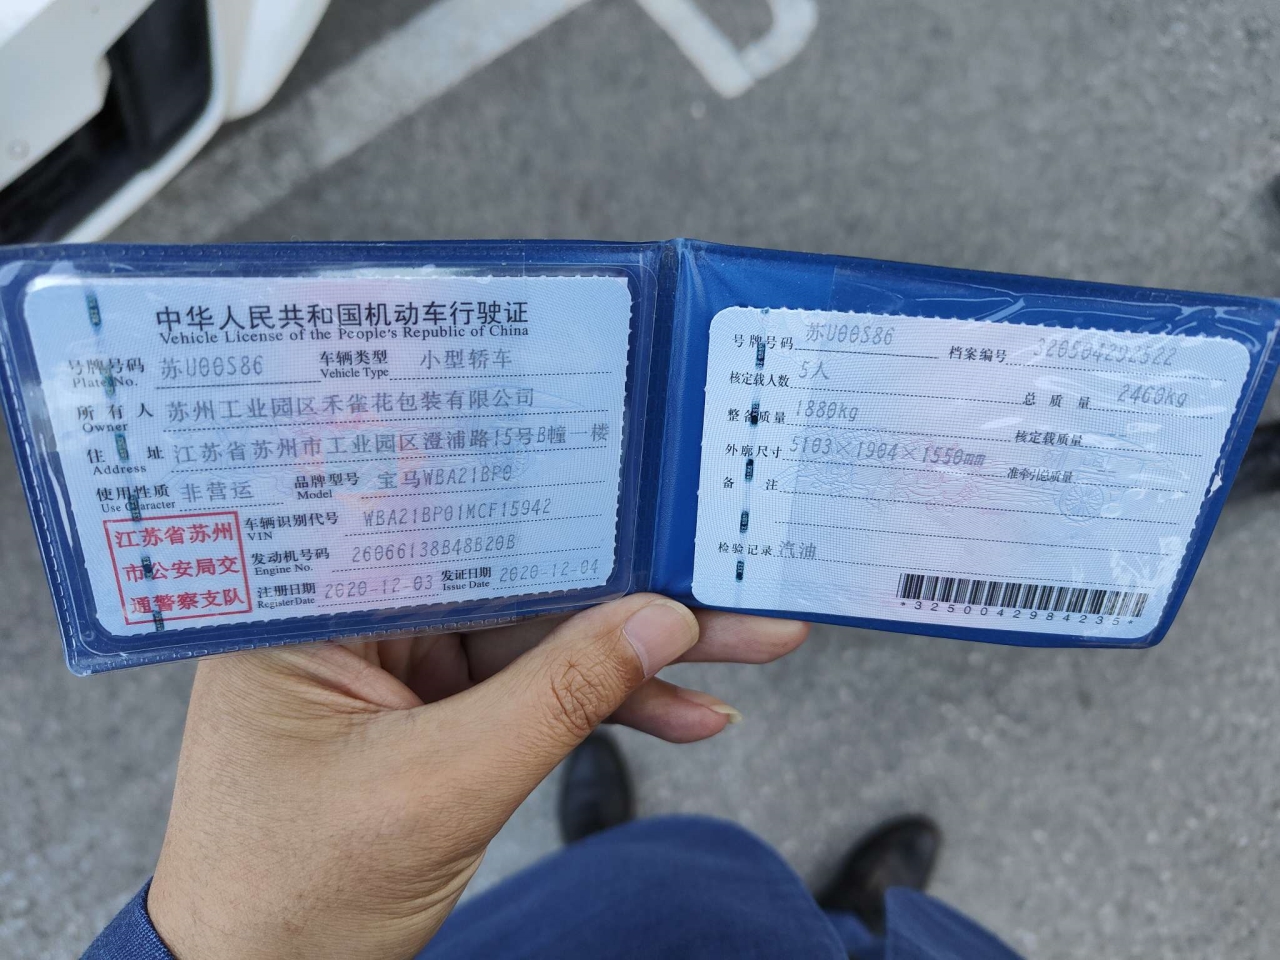 中华人民共和国机动车行驶证
Vehicle License of the People's Republic of China
号牌号码 苏U00S86 车辆类型 小型轿车
Plate No. Vehicle Type
所有人 苏州工业园区禾雀花包装有限公司
Owner
住址 江苏省苏州市工业园区澄浦路15号B幢一楼
Address
使用性质 非营运 品牌型号 宝马WBA21BP0
Use Character Model
江苏省苏州
市公安局交
通警察支队
车辆识别代号 WBA21BP01MCF15942
VIN
发动机号码 26066138B48B20B
Engine No.
注册日期 2020-12-03 发证日期 2020-12-04
Register Date Issue Date
号牌号码 苏U00S86 档案编号 320504292522
核定载人数 5人 总质量 2460kg
整备质量 1880kg 核定载质量
外廓尺寸 5103×1904×1550mm 准牵引总质量
备注
检验记录 汽油
*3250042984235*